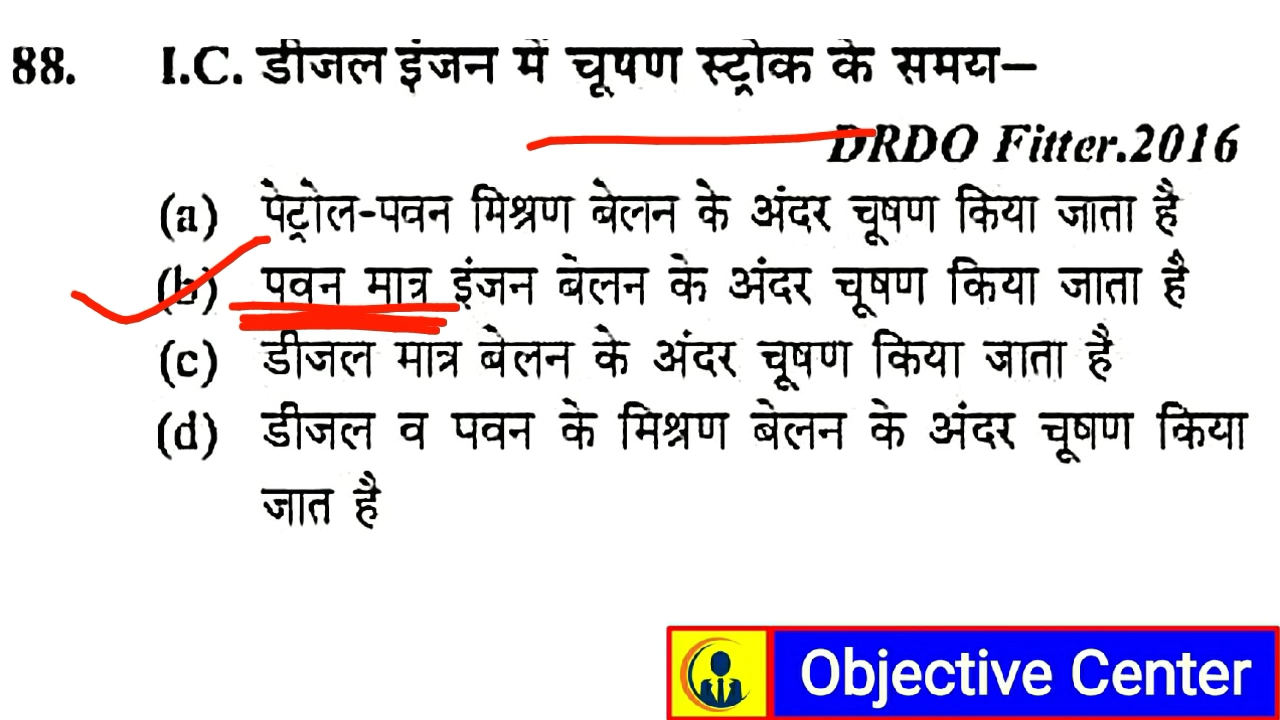 88. I.C. डीजल इंजन में चूषण स्ट्रोक के समय–
DRDO Fitter.2016
(a) पेट्रोल-पवन मिश्रण बेलन के अंदर चूषण किया जाता है
(b) पवन मात्र इंजन बेलन के अंदर चूषण किया जाता है
(c) डीजल मात्र बेलन के अंदर चूषण किया जाता है
(d) डीजल व पवन के मिश्रण बेलन के अंदर चूषण किया
जात है
Objective Center